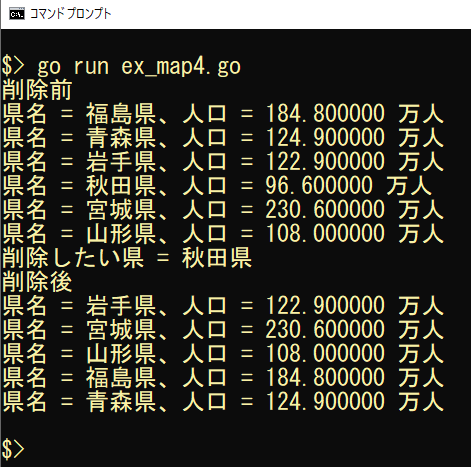 コマンドプロンプト
$> go run ex_map4.go
削除前
県名 = 福島県、人口 = 184.800000 万人
県名 = 青森県、人口 = 124.900000 万人
県名 = 岩手県、人口 = 122.900000 万人
県名 = 秋田県、人口 = 96.600000 万人
県名 = 宮城県、人口 = 230.600000 万人
県名 = 山形県、人口 = 108.000000 万人
削除したい県 = 秋田県
削除後
県名 = 岩手県、人口 = 122.900000 万人
県名 = 宮城県、人口 = 230.600000 万人
県名 = 山形県、人口 = 108.000000 万人
県名 = 福島県、人口 = 184.800000 万人
県名 = 青森県、人口 = 124.900000 万人
$>